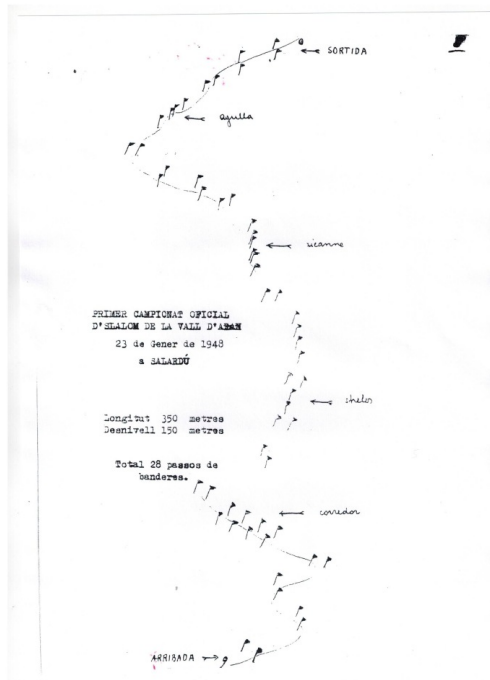 SORTIDA
agulla
sicanne
PRIMER CAMPIONAT OFICIAL
D'SLALOM DE LA VALL D'ARAN
23 de Gener de 1948
a SALARDÚ
chelos
Longitut 350 metres
Desnivell 150 metres
Total 28 passos de
banderes.
corredor
ARRIBADA